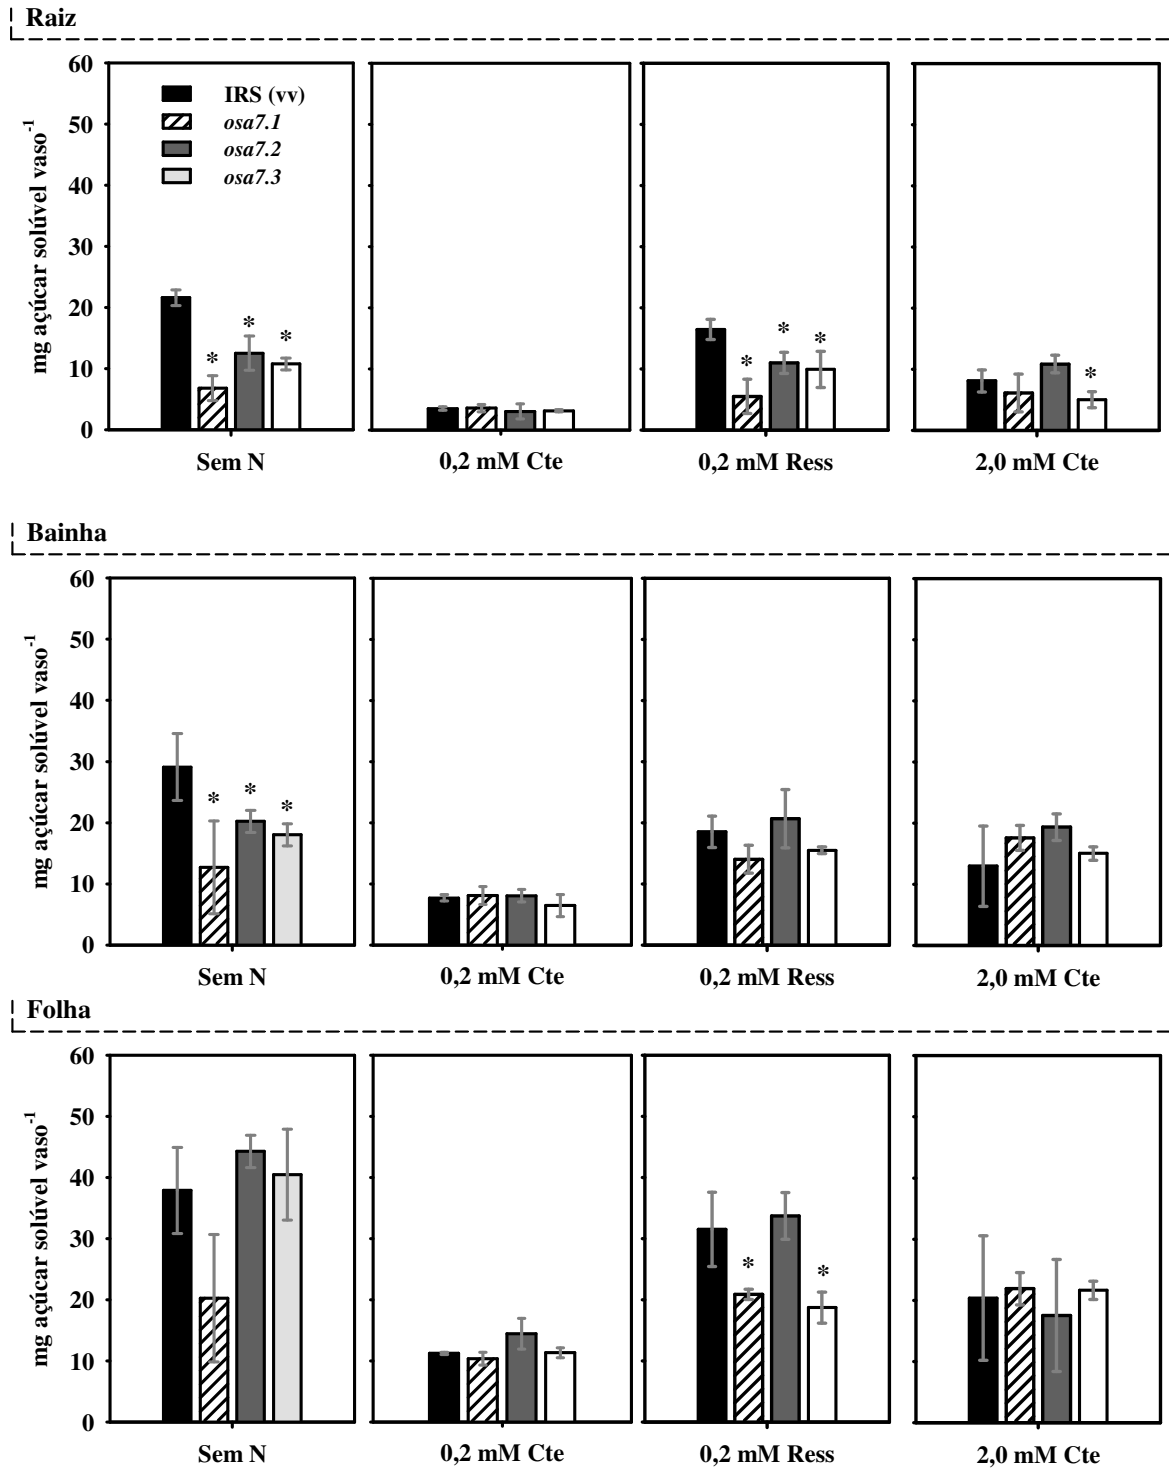 Raiz
mg açúcar solúvel vaso-1
60
50
40
30
20
10
0
IRS (vv)
osa7.1
osa7.2
osa7.3
* * *
* * *
*
Sem N
0,2 mM Cte
0,2 mM Ress
2,0 mM Cte
Bainha
mg açúcar solúvel vaso-1
60
50
40
30
20
10
0
* * *
Sem N
0,2 mM Cte
0,2 mM Ress
2,0 mM Cte
Folha
mg açúcar solúvel vaso-1
60
50
40
30
20
10
0
* *
Sem N
0,2 mM Cte
0,2 mM Ress
2,0 mM Cte